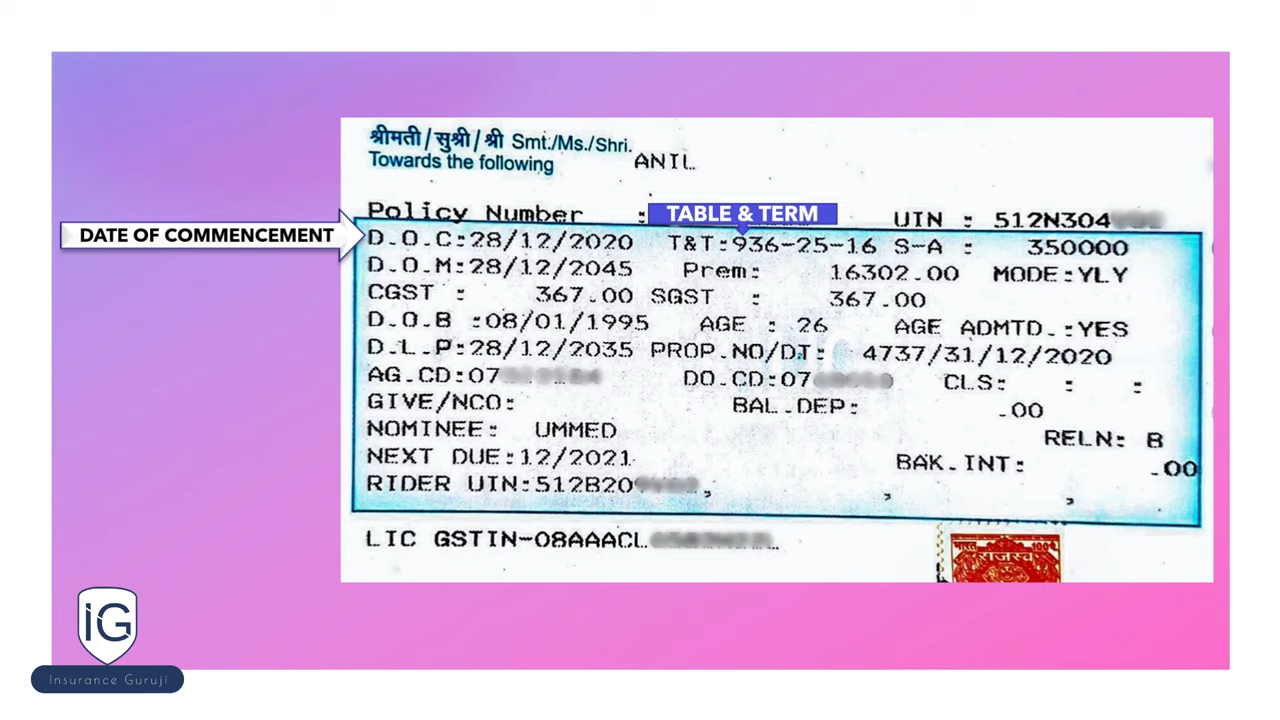 श्रीमती / सुश्री / श्री Smt./Ms./Shri.
Towards the following ANIL
Policy Number : TABLE & TERM UIN : 512N304
DATE OF COMMENCEMENT
D.O.C:28/12/2020 T&T:936-25-16 S-A : 350000
D.O.M:28/12/2045 Prem: 16302.00 MODE:YLY
CGST : 367.00 SGST : 367.00
D.O.B :08/01/1995 AGE : 26 AGE ADMTD.:YES
D.L.P:28/12/2035 PROP.NO/DT: 4737/31/12/2020
AG.CD:07 DO.CD:07 CLS: : :
GIVE/NCO: BAL.DEP: .00
NOMINEE: UMMED RELN: B
NEXT DUE:12/2021 BAK.INT: .00
RIDER UIN:512B20 , , ,
LIC GSTIN-08AAACL
भारत 100
राजस्व
IG
Insurance Guruji